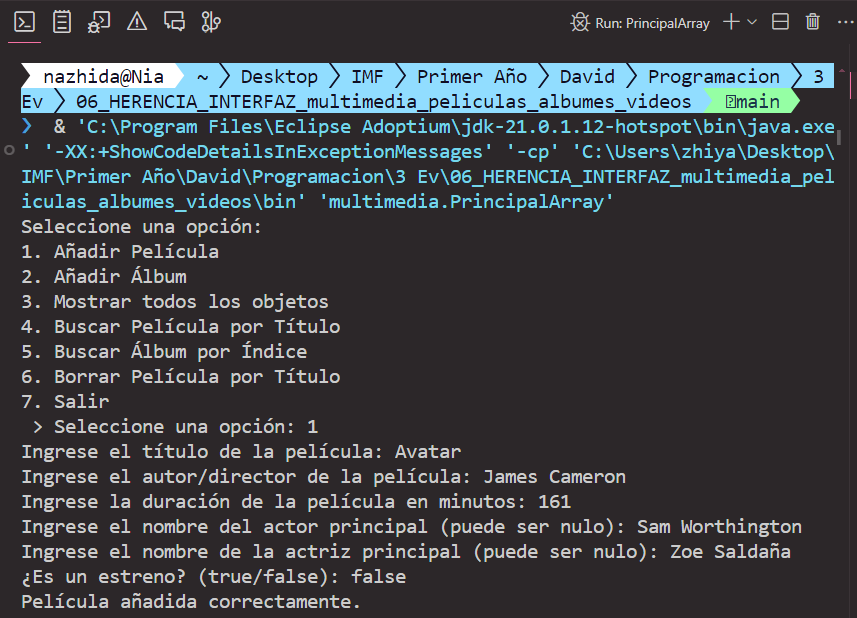 Run: PrincipalArray
nazhida@Nia ~ Desktop IMF Primer Año David Programacion 3
Ev 06_HERENCIA_INTERFAZ_multimedia_peliculas_albumes_videos main
❯ & 'C:\Program Files\Eclipse Adoptium\jdk-21.0.1.12-hotspot\bin\java.exe
' '-XX:+ShowCodeDetailsInExceptionMessages' '-cp' 'C:\Users\zhiya\Desktop\
IMF\Primer Año\David\Programacion\3 Ev\06_HERENCIA_INTERFAZ_multimedia_pel
iculas_albumes_videos\bin' 'multimedia.PrincipalArray'
Seleccione una opción:
1. Añadir Película
2. Añadir Álbum
3. Mostrar todos los objetos
4. Buscar Película por Título
5. Buscar Álbum por Índice
6. Borrar Película por Título
7. Salir
> Seleccione una opción: 1
Ingrese el título de la película: Avatar
Ingrese el autor/director de la película: James Cameron
Ingrese la duración de la película en minutos: 161
Ingrese el nombre del actor principal (puede ser nulo): Sam Worthington
Ingrese el nombre de la actriz principal (puede ser nulo): Zoe Saldaña
¿Es un estreno? (true/false): false
Película añadida correctamente.